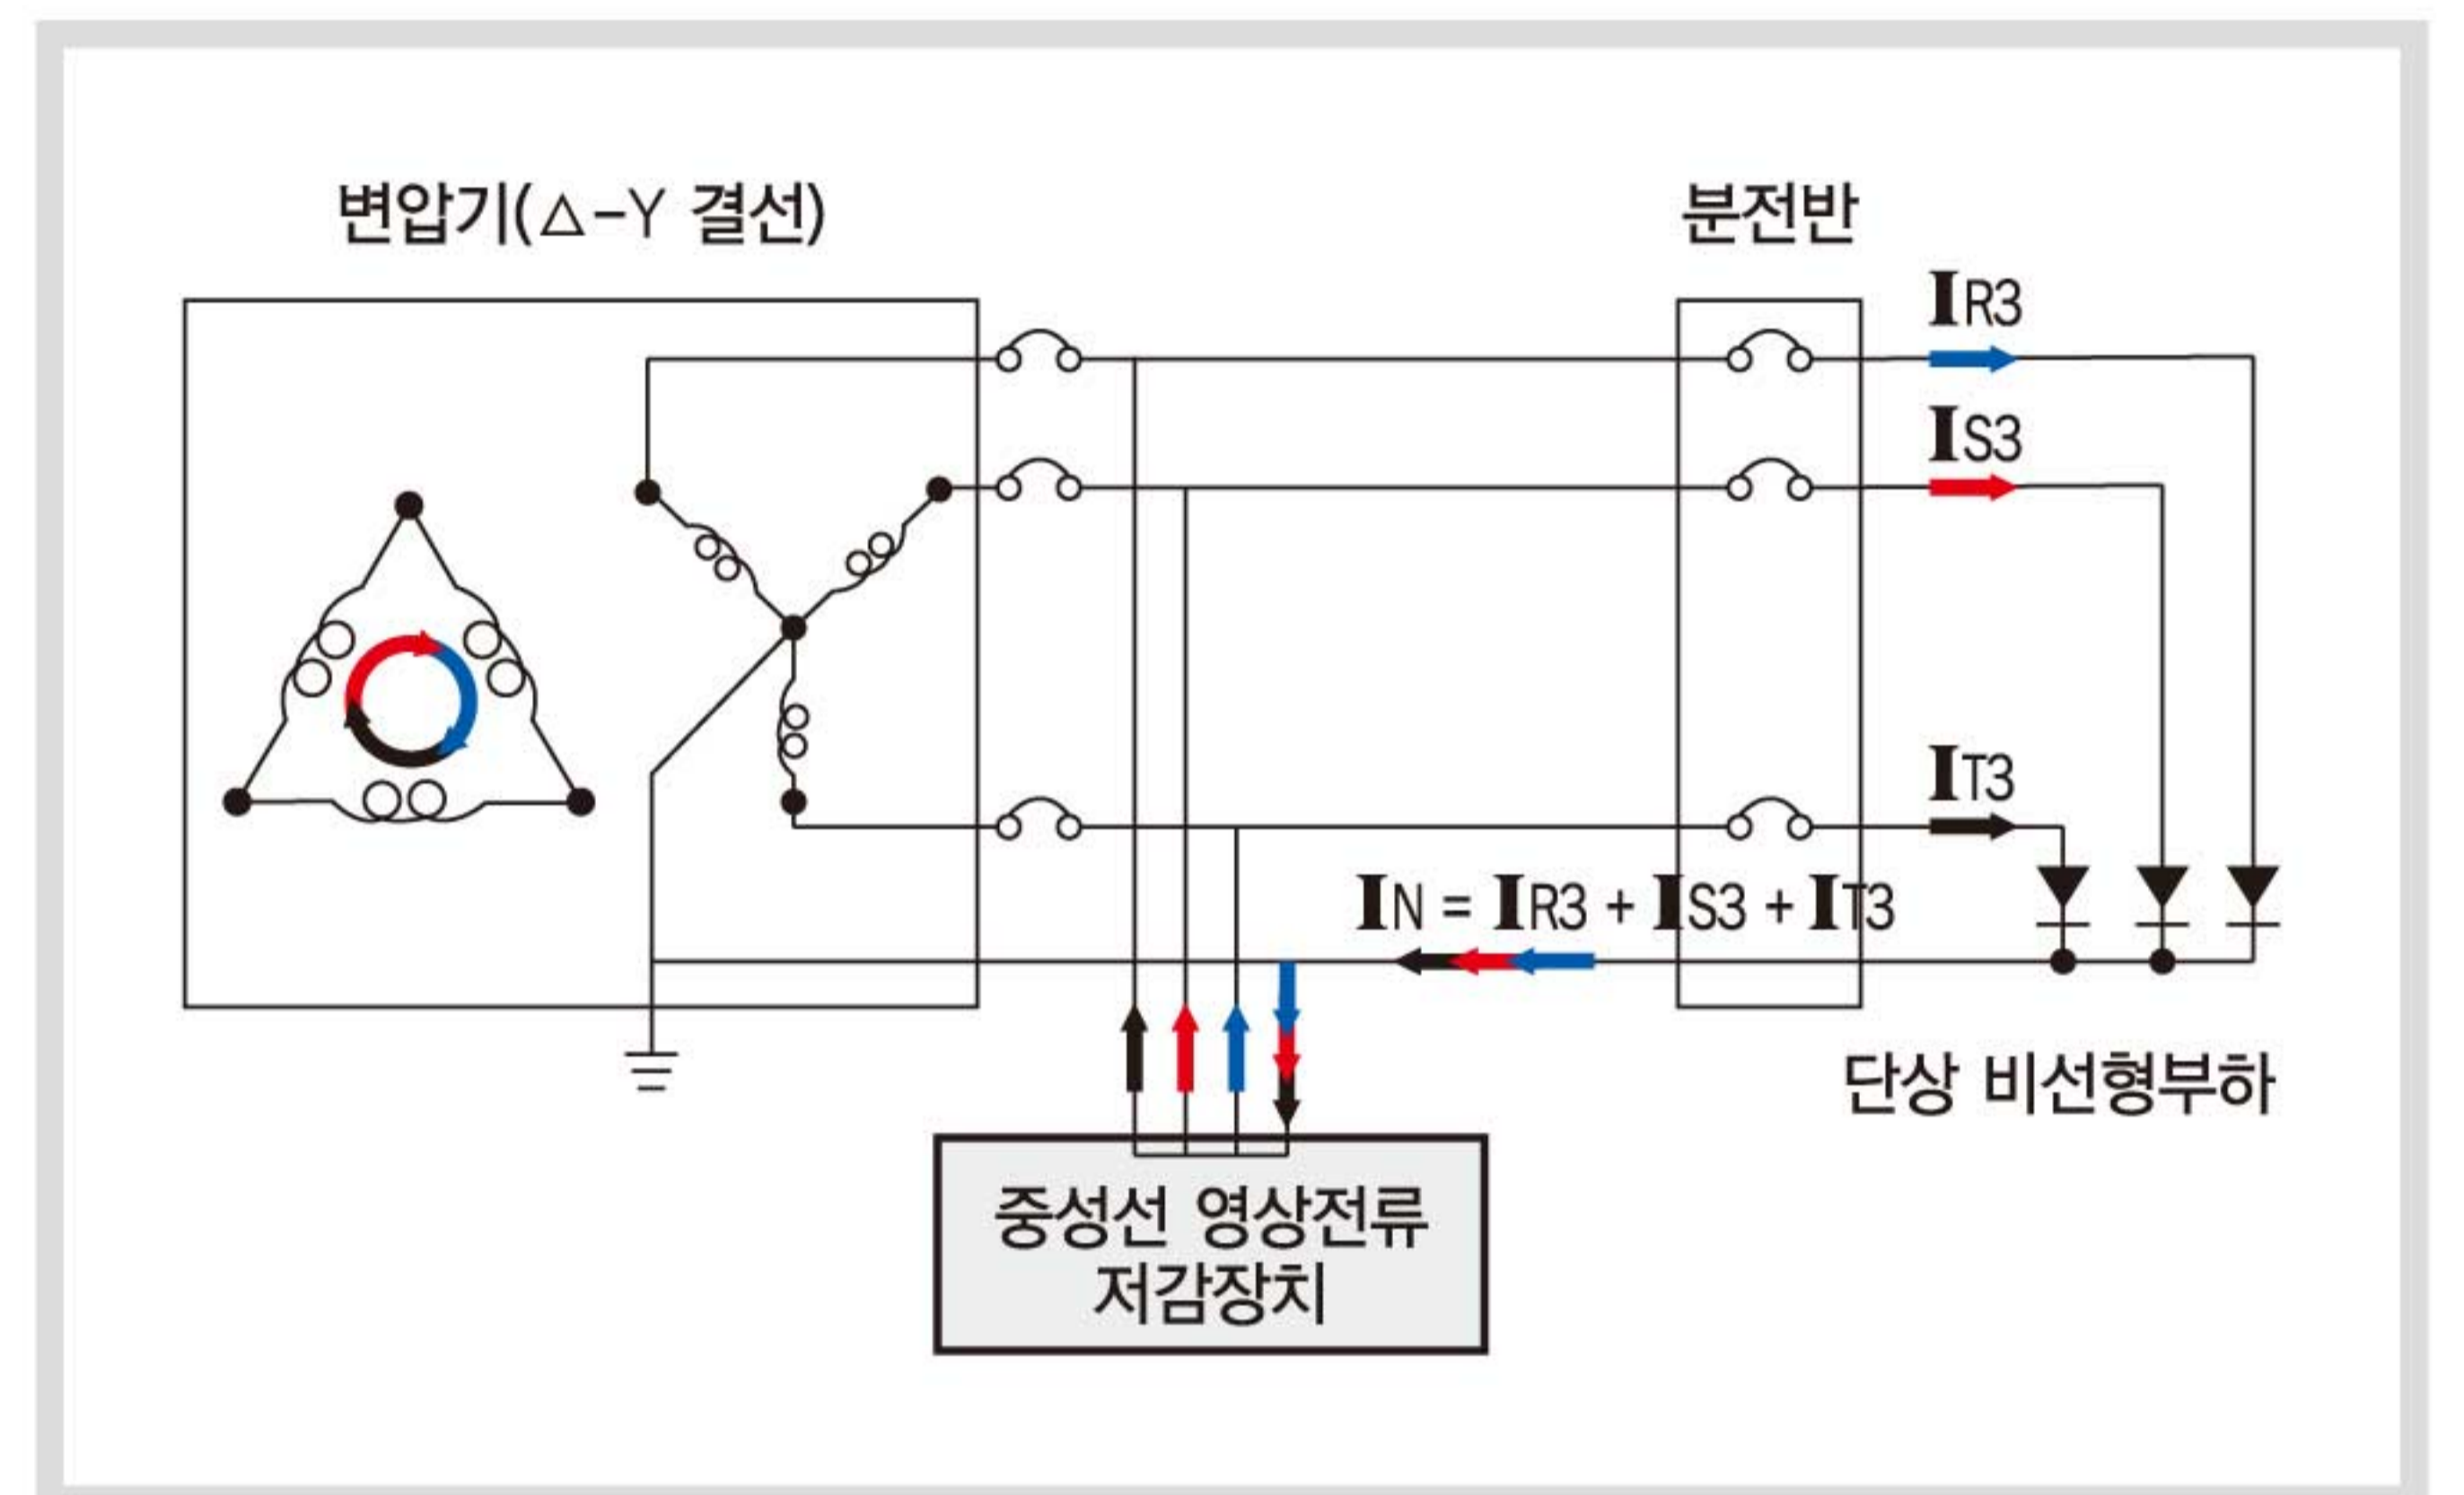 변압기(△-Y 결선)
분전반
IR3
IS3
IT3
IN = IR3 + IS3 + IT3
단상 비선형부하
중성선 영상전류
저감장치